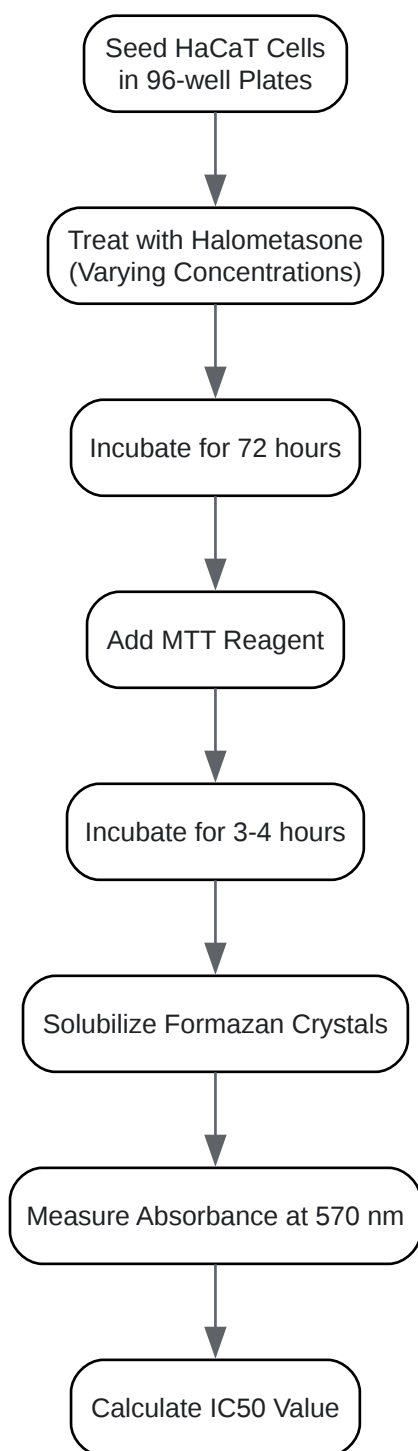 Seed HaCaT Cells
in 96-well Plates
Treat with Halometasone
(Varying Concentrations)
Incubate for 72 hours
Add MTT Reagent
Incubate for 3-4 hours
Solubilize Formazan Crystals
Measure Absorbance at 570 nm
Calculate IC50 Value